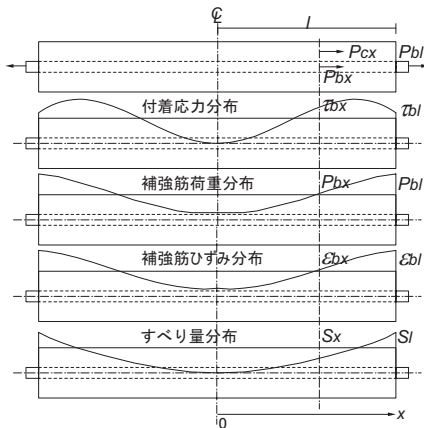 ℄ l
Pcx Pbl
Pbx
付着応力分布 τbx τbl
補強筋荷重分布 Pbx Pbl
補強筋ひずみ分布 εbx εbl
すべり量分布 Sx Sl
0 x